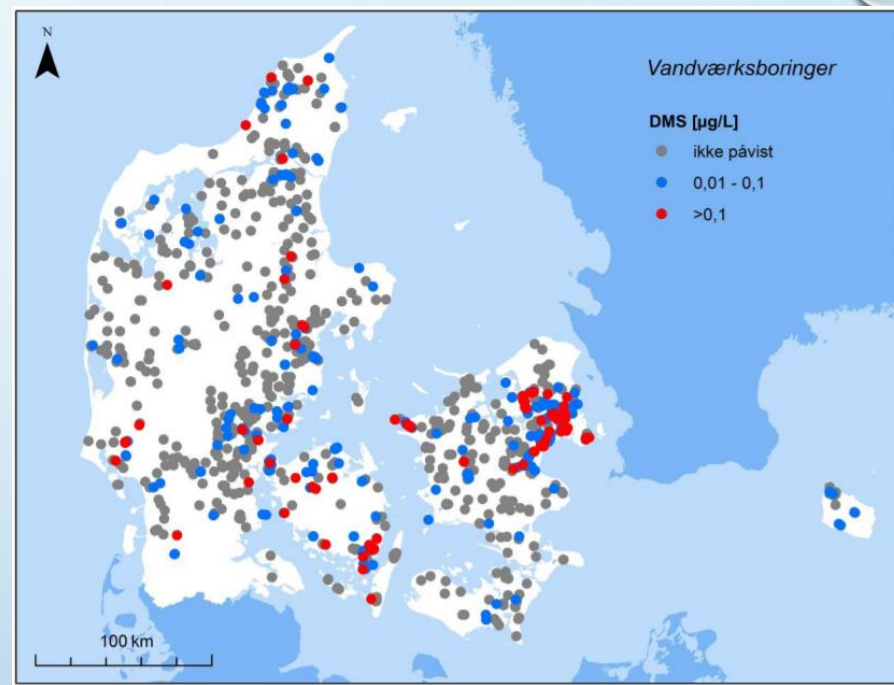 N
Vandværksboringer
DMS [µg/L]
ikke påvist
0,01 - 0,1
>0,1
100 km